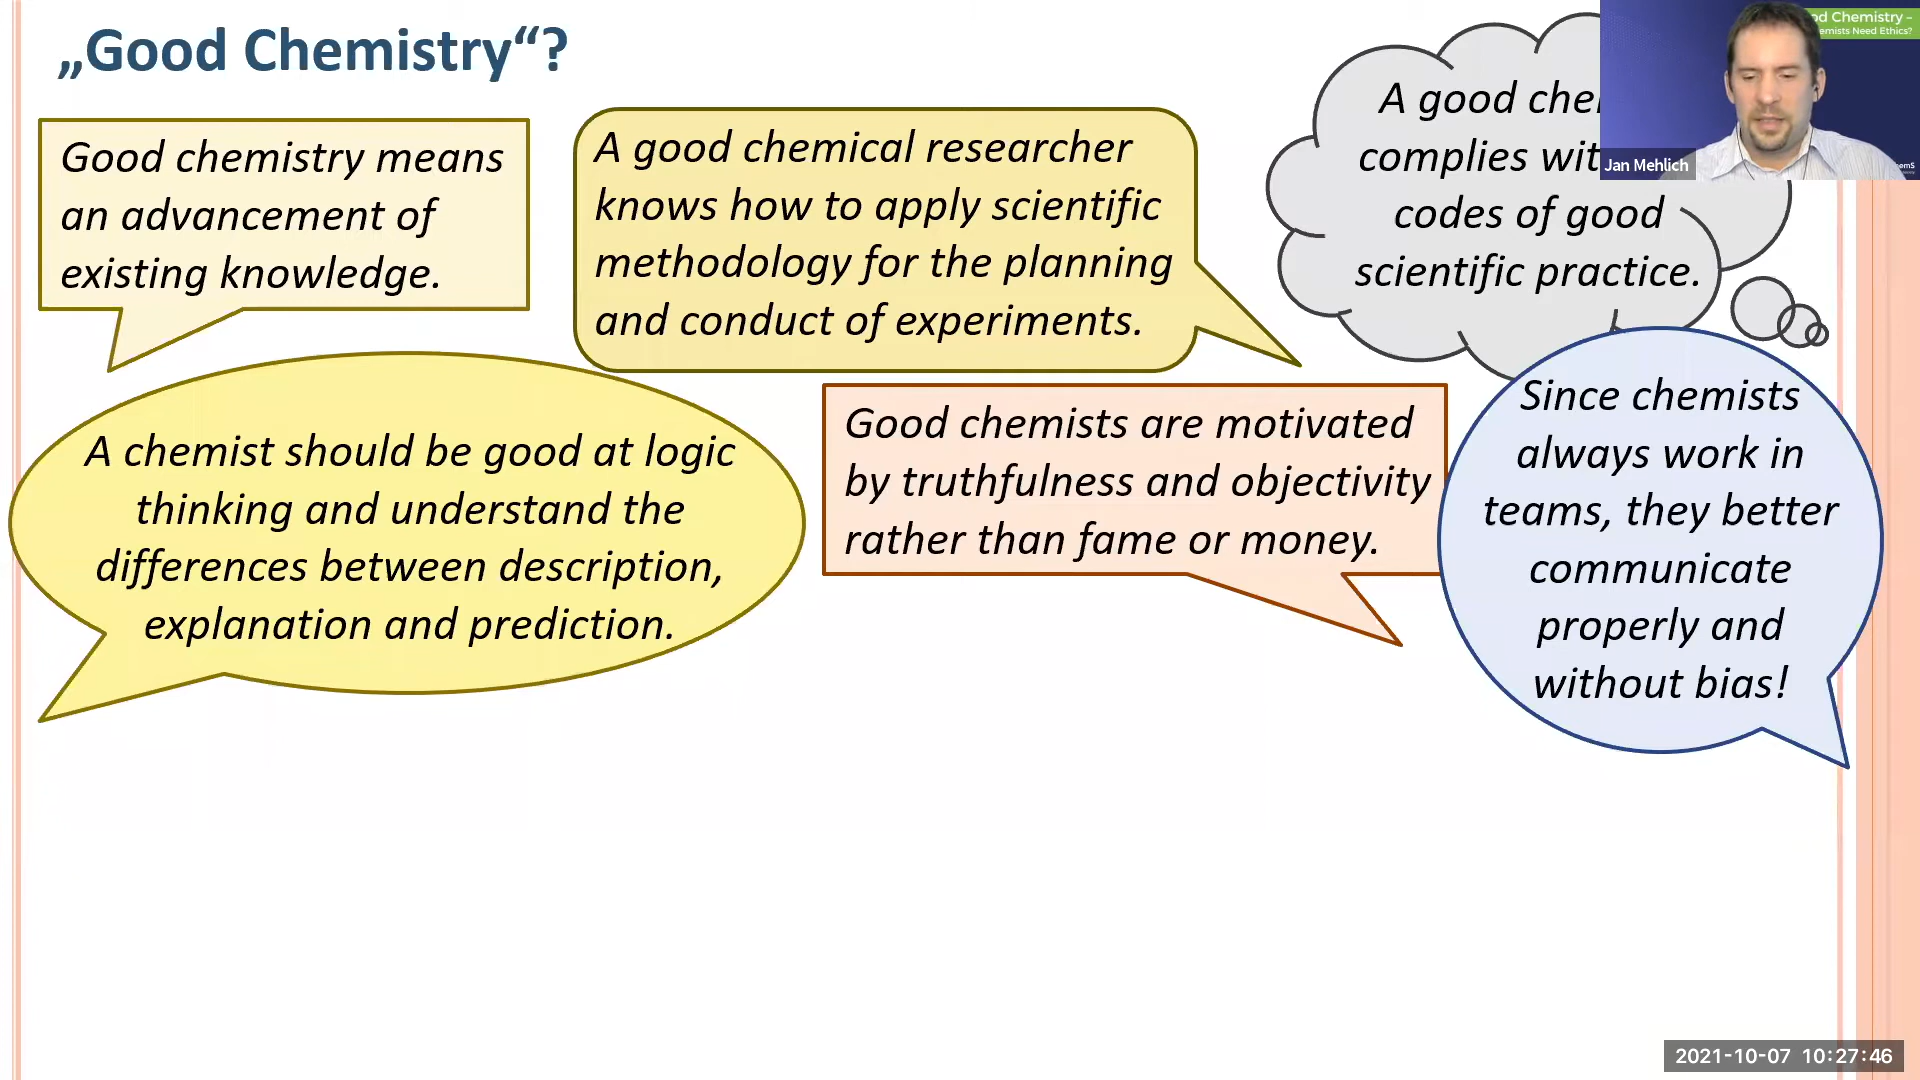 „Good Chemistry“?
Good chemistry means
an advancement of
existing knowledge.
A good chemical researcher
knows how to apply scientific
methodology for the planning
and conduct of experiments.
A good
complies
codes of good
scientific practice.
Chemistry –
Need Ethics?
Jan Mehlich
A chemist should be good at logic
thinking and understand the
differences between description,
explanation and prediction.
Good chemists are motivated
by truthfulness and objectivity
rather than fame or money.
Since chemists
always work in
teams, they better
communicate
properly and
without bias!
2021-10-07 10:27:46